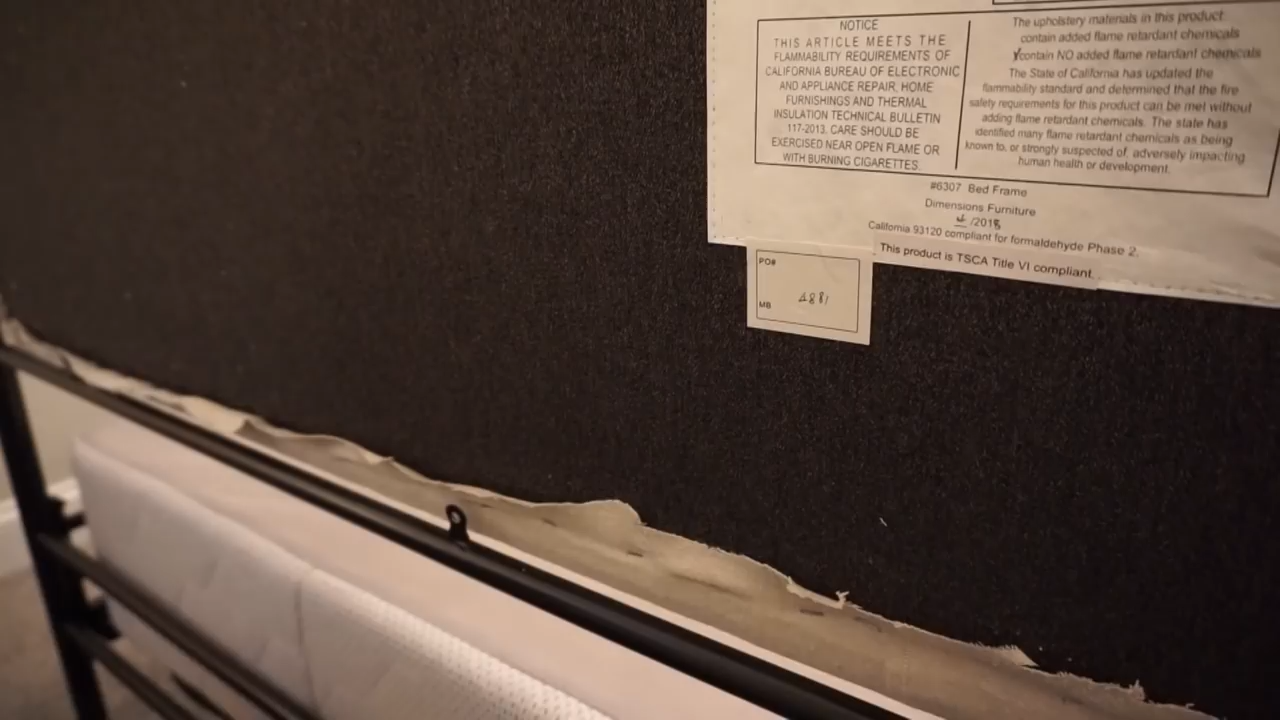 NOTICE
THIS ARTICLE MEETS THE
FLAMMABILITY REQUIREMENTS OF
CALIFORNIA BUREAU OF ELECTRONIC
AND APPLIANCE REPAIR, HOME
FURNISHINGS AND THERMAL
INSULATION TECHNICAL BULLETIN
117-2013. CARE SHOULD BE
EXERCISED NEAR OPEN FLAME OR
WITH BURNING CIGARETTES.
The upholstery materials in this product:
contain added flame retardant chemicals
contain NO added flame retardant chemicals
The State of California has updated the
flammability standard and determined that the fire
safety requirements for this product can be met without
adding flame retardant chemicals. The state has
identified many flame retardant chemicals as being
known to, or strongly suspected of, adversely impacting
human health or development.
#6307 Bed Frame
Dimensions Furniture
/2018
California 93120 compliant for formaldehyde Phase 2.
This product is TSCA Title VI compliant.
PO#
MB 4881